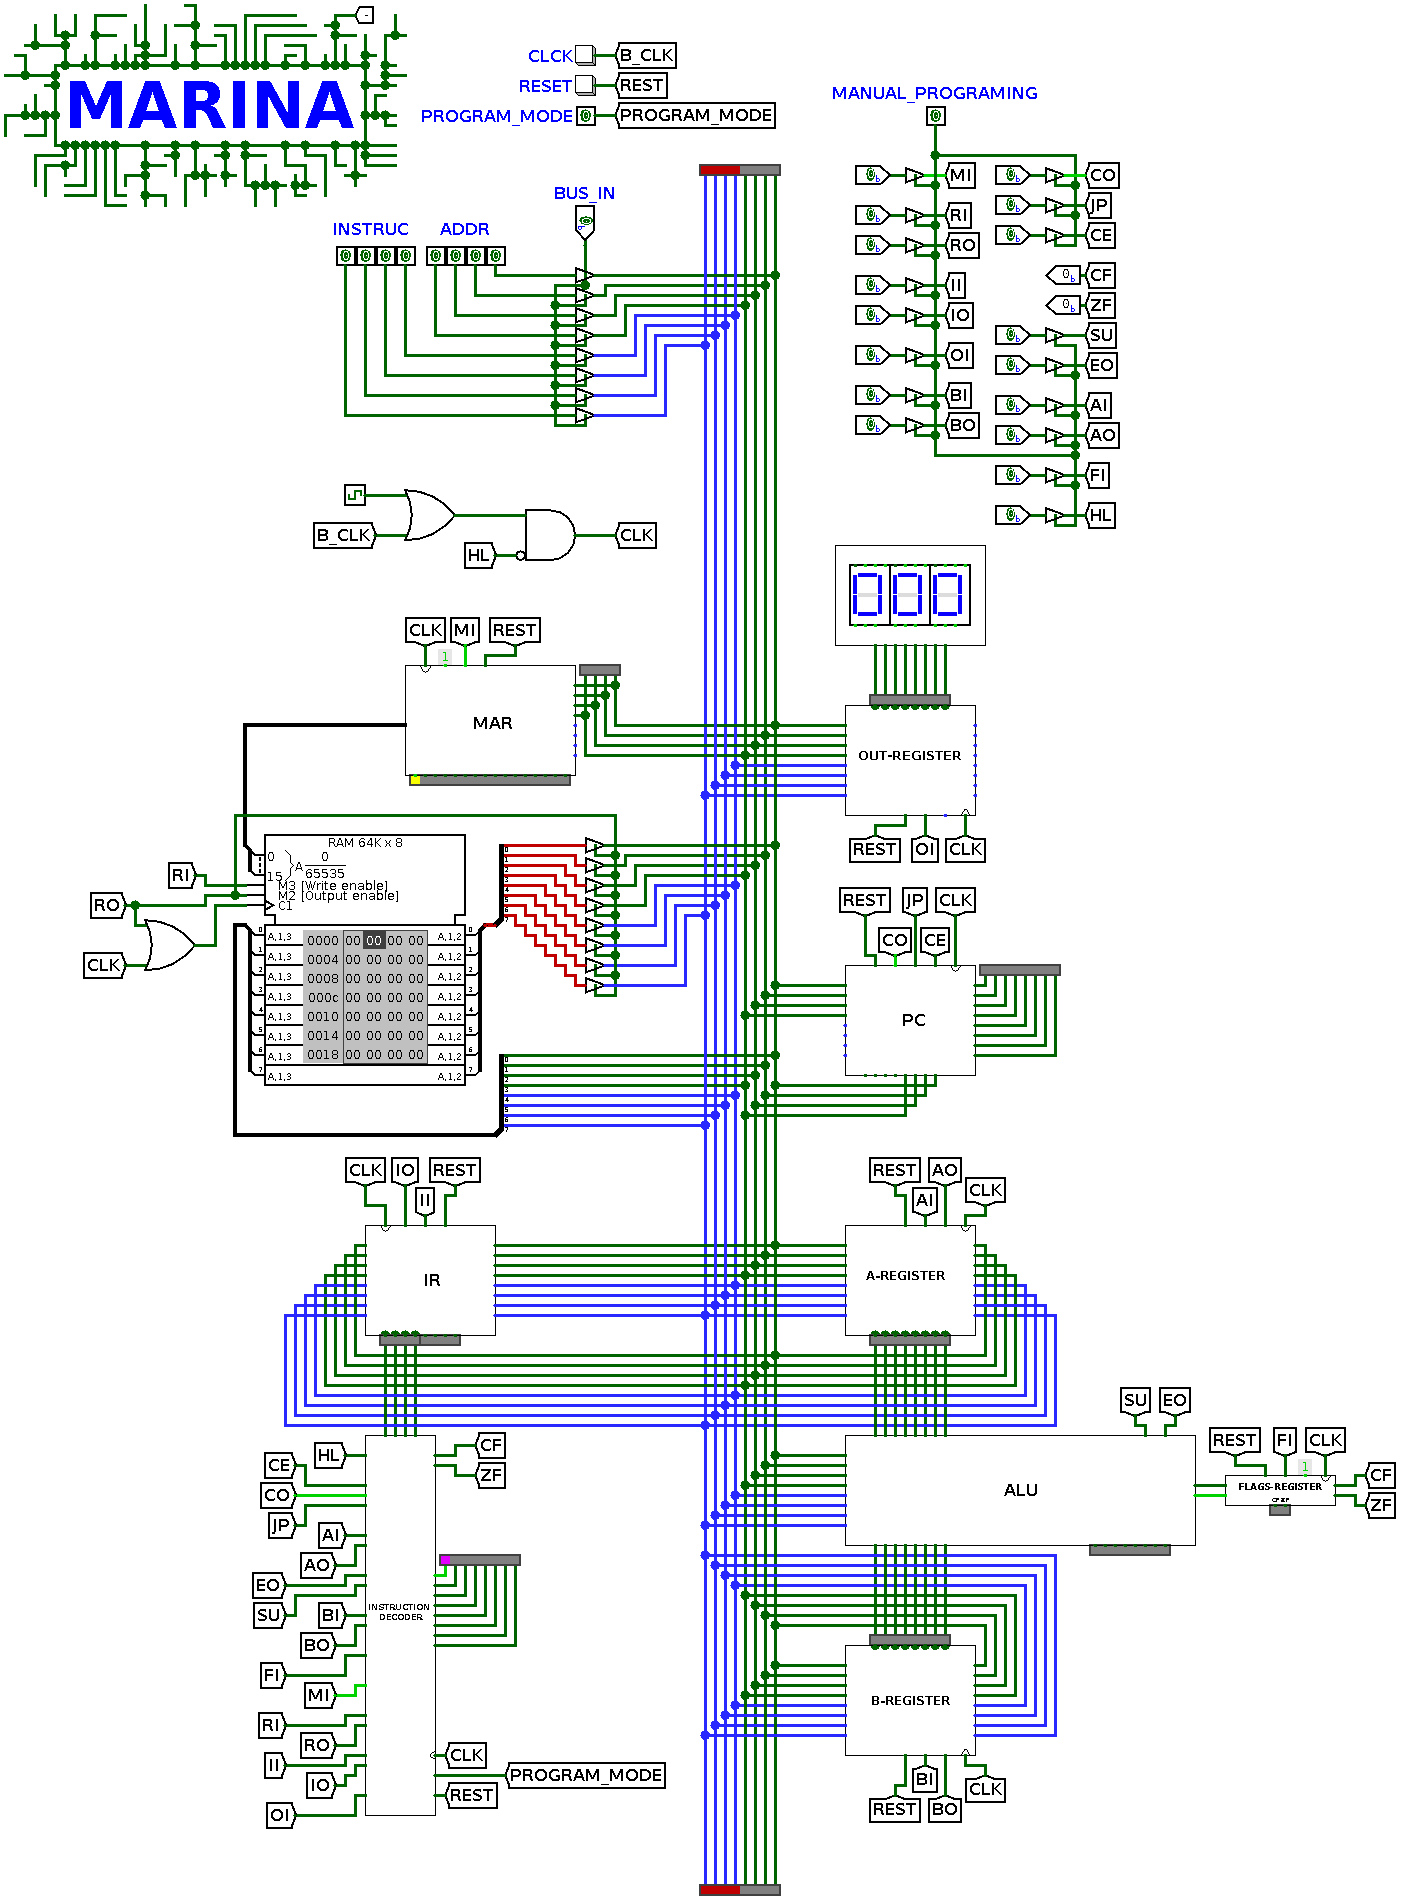 MARINA
CLCK B_CLK
RESET REST
PROGRAM_MODE PROGRAM_MODE
MANUAL_PROGRAMING
BUS_IN
INSTRUC ADDR
MI CO
RI JP
RO CE
II CF
IO ZF
SU
OI EO
BI AI
BO AO
FI
HL
B_CLK HL CLK
CLK MI REST
1
MAR
000
OUT-REGISTER
REST OI CLK
RAM 64K x 8
0
15
A 0
65535
M3 [Write enable]
M2 [Output enable]
C1
RI
RO
CLK
A,1,3 0000 00 00 00 00 A,1,2
A,1,3 0004 00 00 00 00 A,1,2
A,1,3 0008 00 00 00 00 A,1,2
A,1,3 000c 00 00 00 00 A,1,2
A,1,3 0010 00 00 00 00 A,1,2
A,1,3 0014 00 00 00 00 A,1,2
A,1,3 0018 00 00 00 00 A,1,2
A,1,3 A,1,2
REST JP CLK
CO CE
PC
CLK IO REST
II
IR
REST AO
AI CLK
A-REGISTER
SU EO
ALU
REST FI CLK
1
FLAGS-REGISTER
CF ZF
CF
ZF
HL CF
CE ZF
CO
JP
AI
AO
EO
SU
BI
BO
FI
MI
RI
RO
II
IO
OI
INSTRUCTION
DECODER
CLK
PROGRAM_MODE
REST
B-REGISTER
BI CLK
REST BO